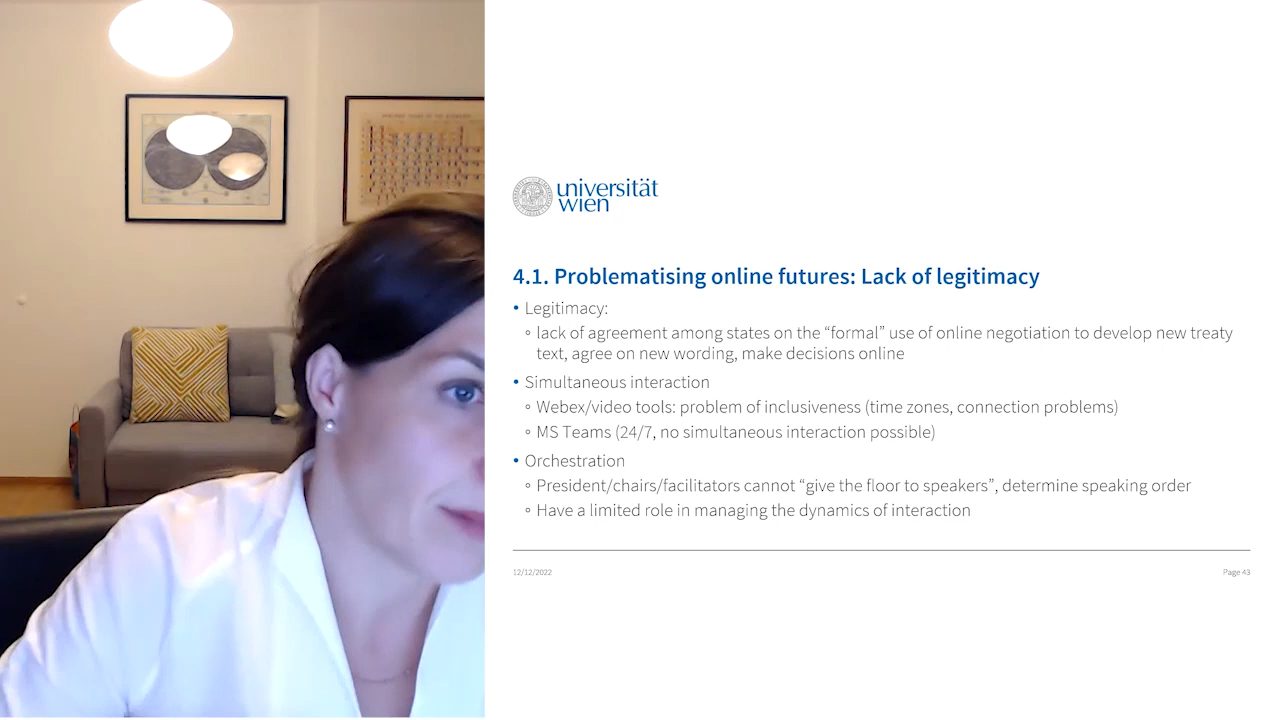 universität
wien
4.1. Problematising online futures: Lack of legitimacy
• Legitimacy:
◦ lack of agreement among states on the “formal” use of online negotiation to develop new treaty
text, agree on new wording, make decisions online
• Simultaneous interaction
◦ Webex/video tools: problem of inclusiveness (time zones, connection problems)
◦ MS Teams (24/7, no simultaneous interaction possible)
• Orchestration
◦ President/chairs/facilitators cannot “give the floor to speakers”, determine speaking order
◦ Have a limited role in managing the dynamics of interaction
12/12/2022
Page 43